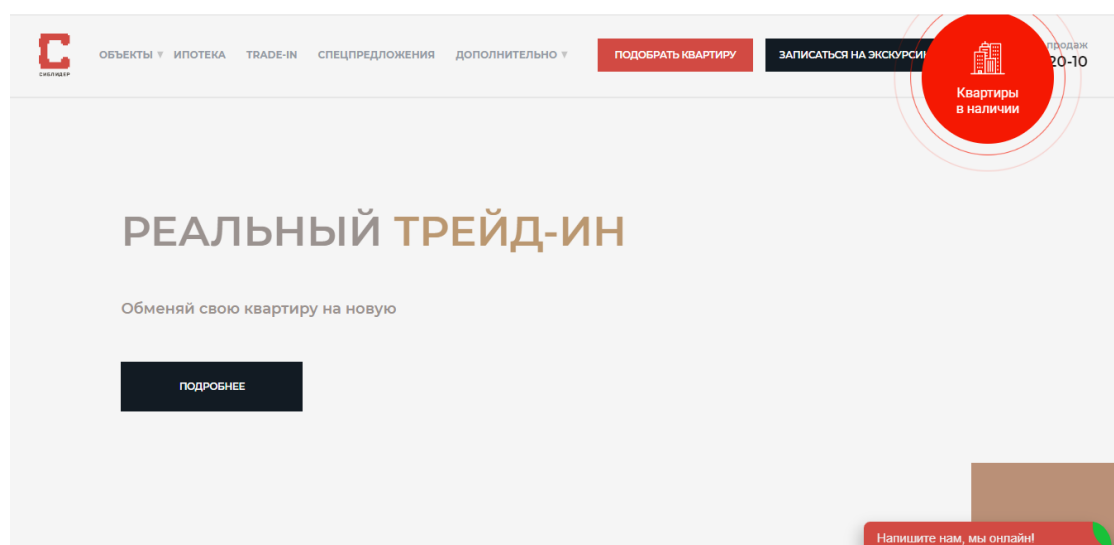 СИБЛИДЕР
ОБЪЕКТЫ ИПОТЕКА TRADE-IN СПЕЦПРЕДЛОЖЕНИЯ ДОПОЛНИТЕЛЬНО
ПОДОБРАТЬ КВАРТИРУ
ЗАПИСАТЬСЯ НА
продаж
20-10
Квартиры
в наличии
РЕАЛЬНЫЙ ТРЕЙД-ИН
Обменяй свою квартиру на новую
ПОДРОБНЕЕ
Напишите нам, мы онлайн!